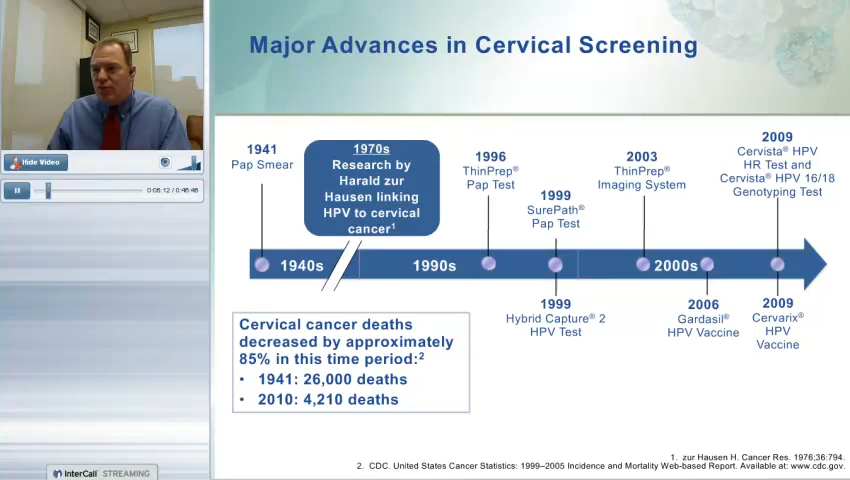 Major Advances in Cervical Screening
Hide Video
0:06:12 / 0:46:46
1941
Pap Smear
1970s
Research by
Harald zur
Hausen linking
HPV to cervical
cancer¹
1996
ThinPrep®
Pap Test
1999
SurePath®
Pap Test
2003
ThinPrep®
Imaging System
2009
Cervista® HPV
HR Test and
Cervista® HPV 16/18
Genotyping Test
1940s
1990s
2000s
1999
Hybrid Capture® 2
HPV Test
2006
Gardasil®
HPV Vaccine
2009
Cervarix®
HPV
Vaccine
Cervical cancer deaths
decreased by approximately
85% in this time period:²
• 1941: 26,000 deaths
• 2010: 4,210 deaths
1. zur Hausen H. Cancer Res. 1976;36:794.
2. CDC. United States Cancer Statistics: 1999–2005 Incidence and Mortality Web-based Report. Available at: www.cdc.gov.
InterCall STREAMING